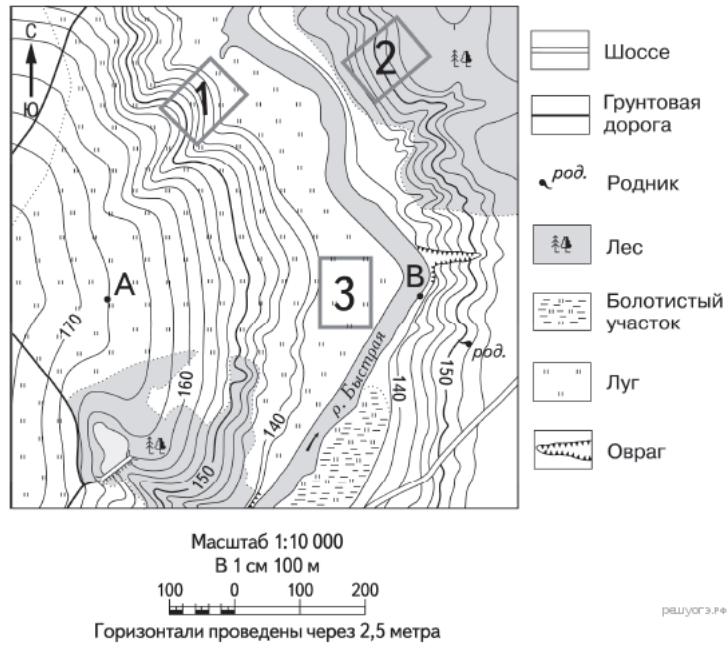 С
Ю
1
2
3
А
В
170
160
150
140
140
150
род.
р. Быстрая
Шоссе
Грунтовая
дорога
род.
Родник
Лес
Болотистый
участок
Луг
Овраг
Масштаб 1:10 000
В 1 см 100 м
100 0 100 200
Горизонтали проведены через 2,5 метра
решуогэ.рф